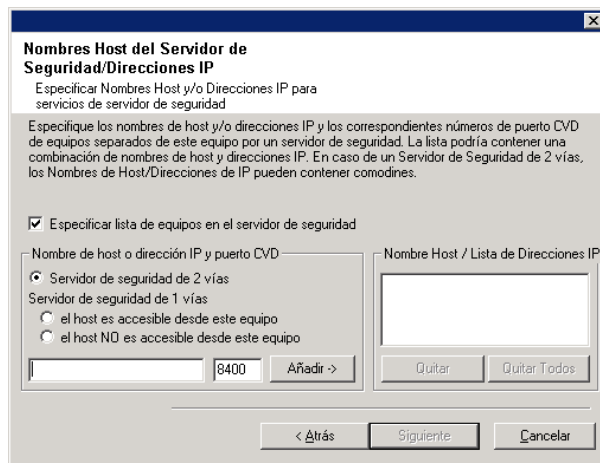 Nombres Host del Servidor de
Seguridad/Direcciones IP
Especificar Nombres Host y/o Direcciones IP para
servicios de servidor de seguridad
Especifique los nombres de host y/o direcciones IP y los correspondientes números de puerto CVD
de equipos separados de este equipo por un servidor de seguridad. La lista podría contener una
combinación de nombres de host y direcciones IP. En caso de un Servidor de Seguridad de 2 vías,
los Nombres de Host/Direcciones de IP pueden contener comodines.
Especificar lista de equipos en el servidor de seguridad
Nombre de host o dirección IP y puerto CVD
Servidor de seguridad de 2 vías
Servidor de seguridad de 1 vías
el host es accesible desde este equipo
el host NO es accesible desde este equipo
8400
Añadir ->
Nombre Host / Lista de Direcciones IP
Quitar
Quitar Todos
< Atrás
Siguiente
Cancelar